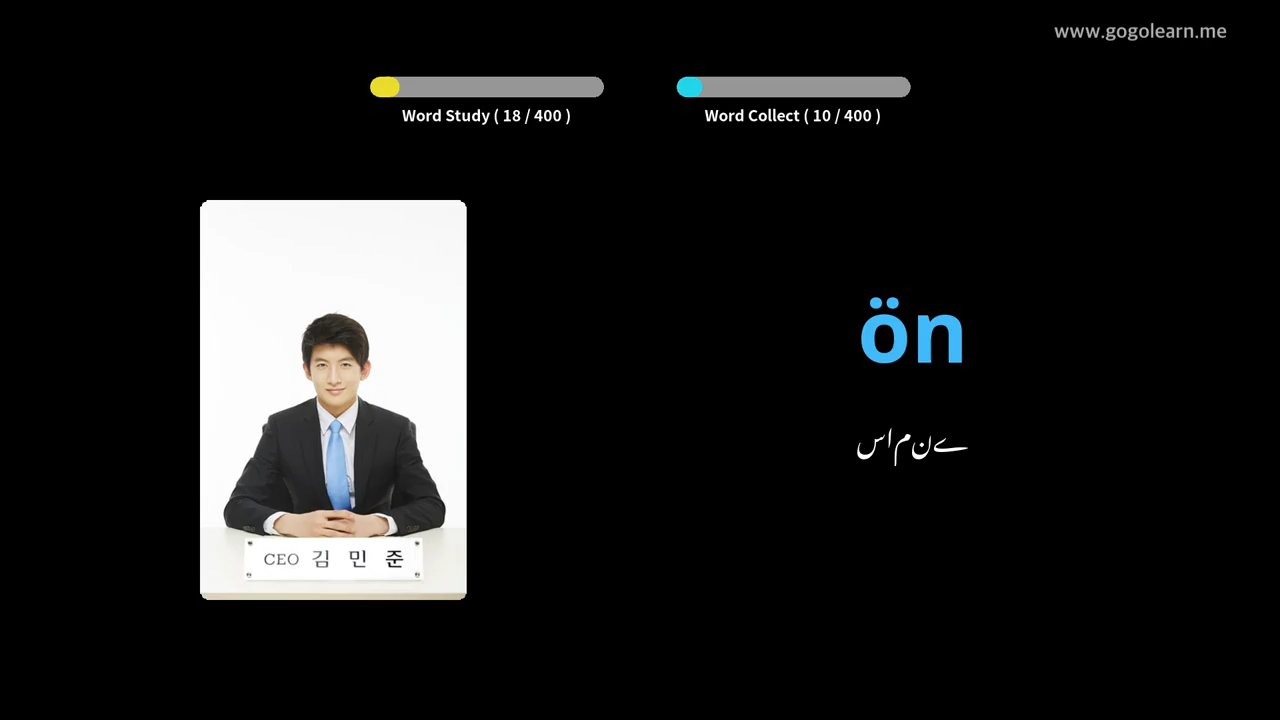 www.gogolearn.me
Word Study ( 18 / 400 )
Word Collect ( 10 / 400 )
ön
سامنے
CEO 김 민 준